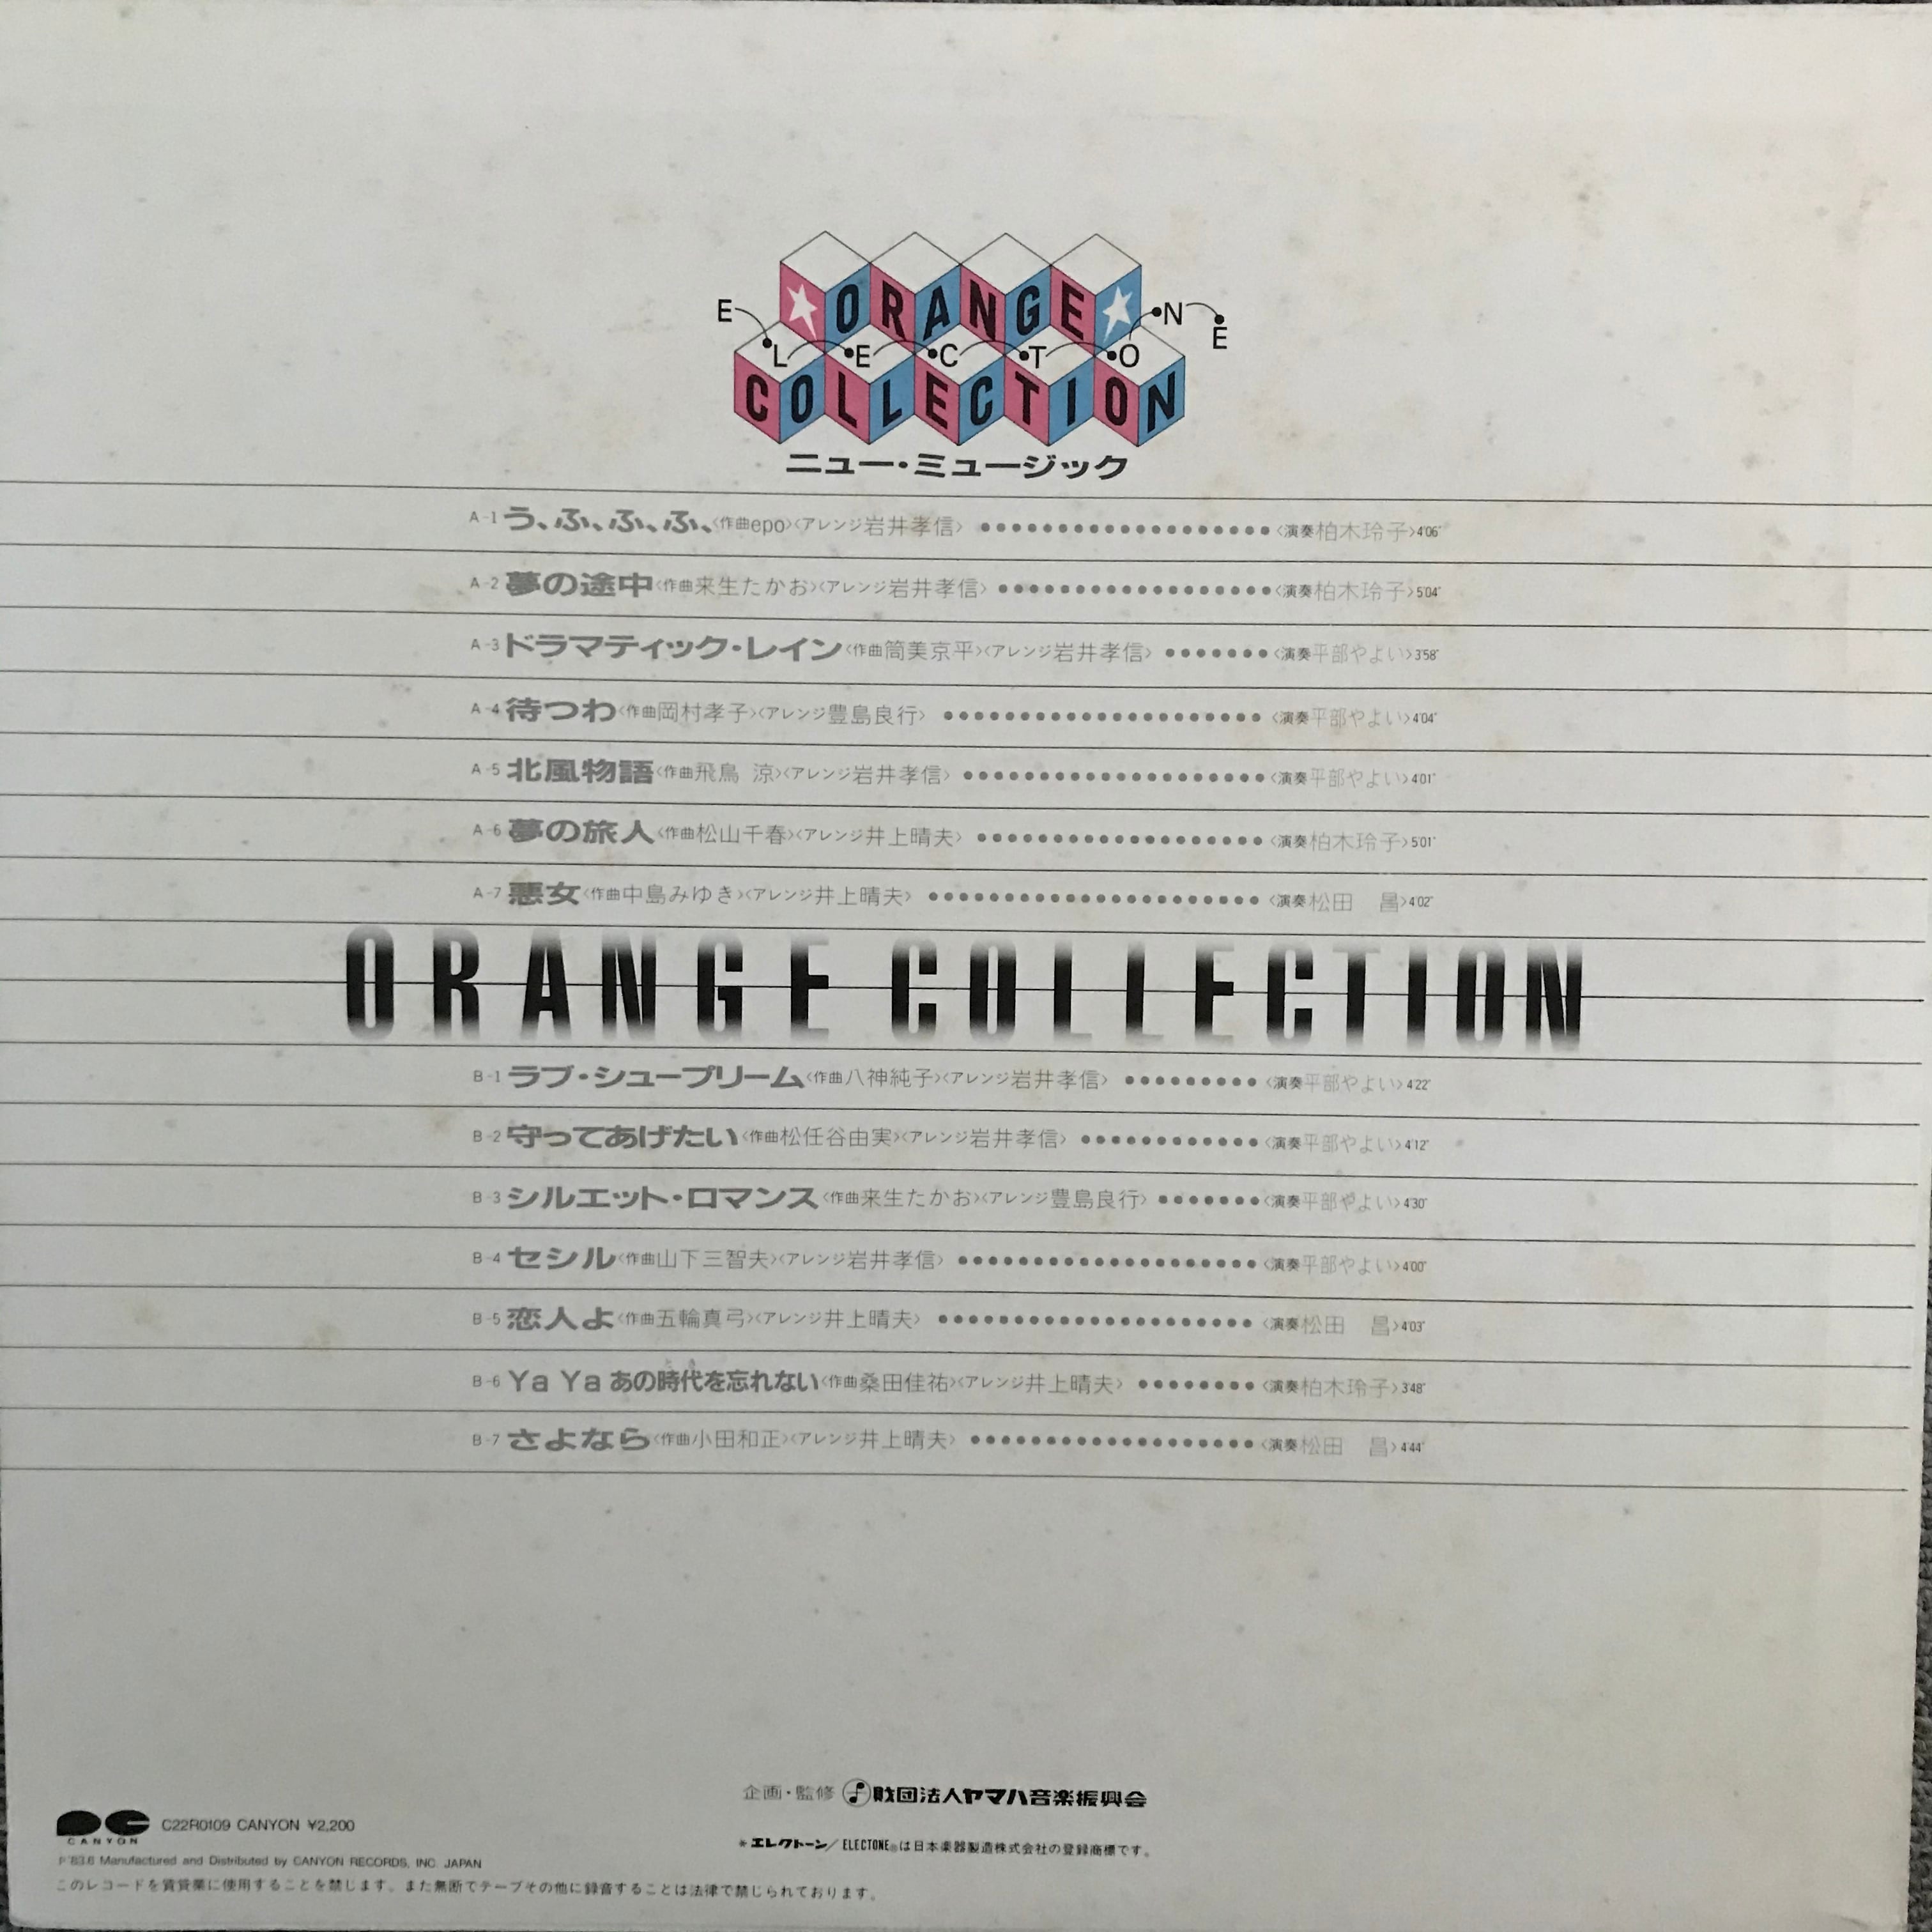 ORANGE
ELECTONE
COLLECTION
ニュー・ミュージック
A-1 う、ふ、ふ、ふ、〈作曲epo〉〈アレンジ岩井孝信〉〈演奏柏木玲子〉4'06"
A-2 夢の途中〈作曲来生たかお〉〈アレンジ岩井孝信〉〈演奏柏木玲子〉5'04"
A-3 ドラマティック・レイン〈作曲筒美京平〉〈アレンジ岩井孝信〉〈演奏平部やよい〉3'58"
A-4 待つわ〈作曲岡村孝子〉〈アレンジ豊島良行〉〈演奏平部やよい〉4'04"
A-5 北風物語〈作曲飛鳥 涼〉〈アレンジ岩井孝信〉〈演奏平部やよい〉4'01"
A-6 夢の旅人〈作曲松山千春〉〈アレンジ井上晴夫〉〈演奏柏木玲子〉5'01"
A-7 悪女〈作曲中島みゆき〉〈アレンジ井上晴夫〉〈演奏松田 昌〉4'02"
ORANGE COLLECTION
B-1 ラブ・シュープリーム〈作曲八神純子〉〈アレンジ岩井孝信〉〈演奏平部やよい〉4'22"
B-2 守ってあげたい〈作曲松任谷由実〉〈アレンジ岩井孝信〉〈演奏平部やよい〉4'12"
B-3 シルエット・ロマンス〈作曲来生たかお〉〈アレンジ豊島良行〉〈演奏平部やよい〉4'30"
B-4 セシル〈作曲山下三智夫〉〈アレンジ岩井孝信〉〈演奏平部やよい〉4'00"
B-5 恋人よ〈作曲五輪真弓〉〈アレンジ井上晴夫〉〈演奏松田 昌〉4'03"
B-6 Ya Ya あの時代を忘れない〈作曲桑田佳祐〉〈アレンジ井上晴夫〉〈演奏柏木玲子〉3'48"
B-7 さよなら〈作曲小田和正〉〈アレンジ井上晴夫〉〈演奏松田 昌〉4'44"
企画・監修 財団法人ヤマハ音楽振興会
*エレクトーン/ELECTONE®は日本楽器製造株式会社の登録商標です。
CANYON
C22R0109 CANYON ¥2,200
P'83.6 Manufactured and Distributed by CANYON RECORDS, INC. JAPAN
このレコードを賃貸業に使用することを禁じます。また無断でテープその他に録音することは法律で禁じられております。